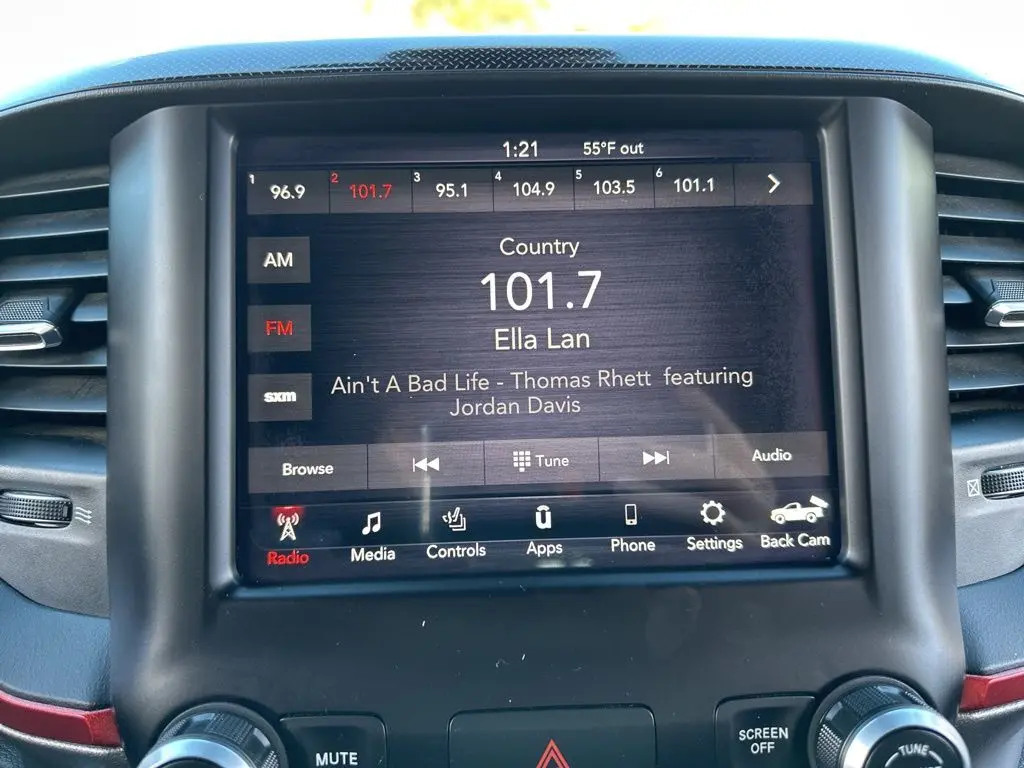 1:21 55°F out
1 96.9 2 101.7 3 95.1 4 104.9 5 103.5 6 101.1
Country
AM
101.7
FM
Ella Lan
sxm
Ain't A Bad Life - Thomas Rhett featuring
Jordan Davis
Browse Tune Audio
Radio Media Controls Apps Phone Settings Back Cam
MUTE
SCREEN
OFF
TUNE